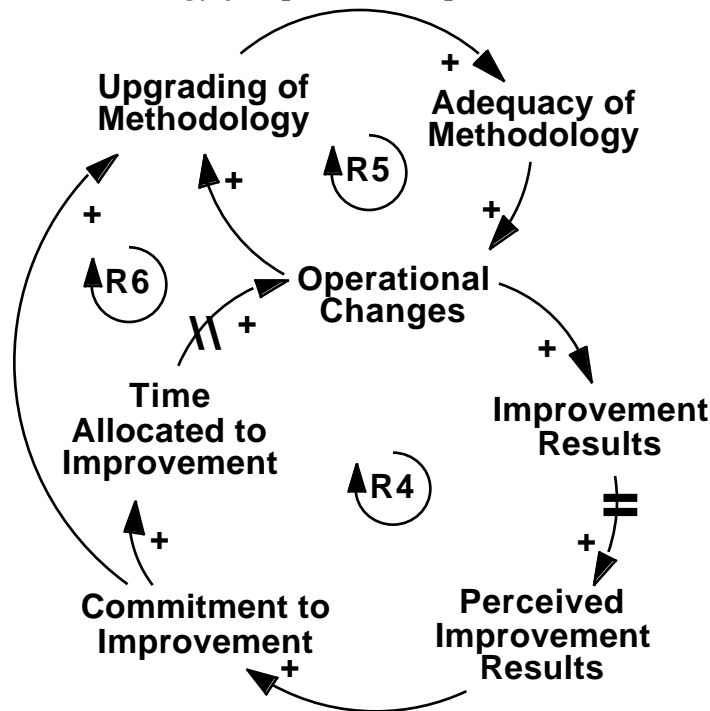 +
Upgrading of
Methodology
Adequacy of
Methodology
R5
+
+
+
R6
Operational
Changes
+
+
Time
Allocated to
Improvement
Improvement
Results
R4
+
+
Commitment to
Improvement
Perceived
Improvement
Results
+